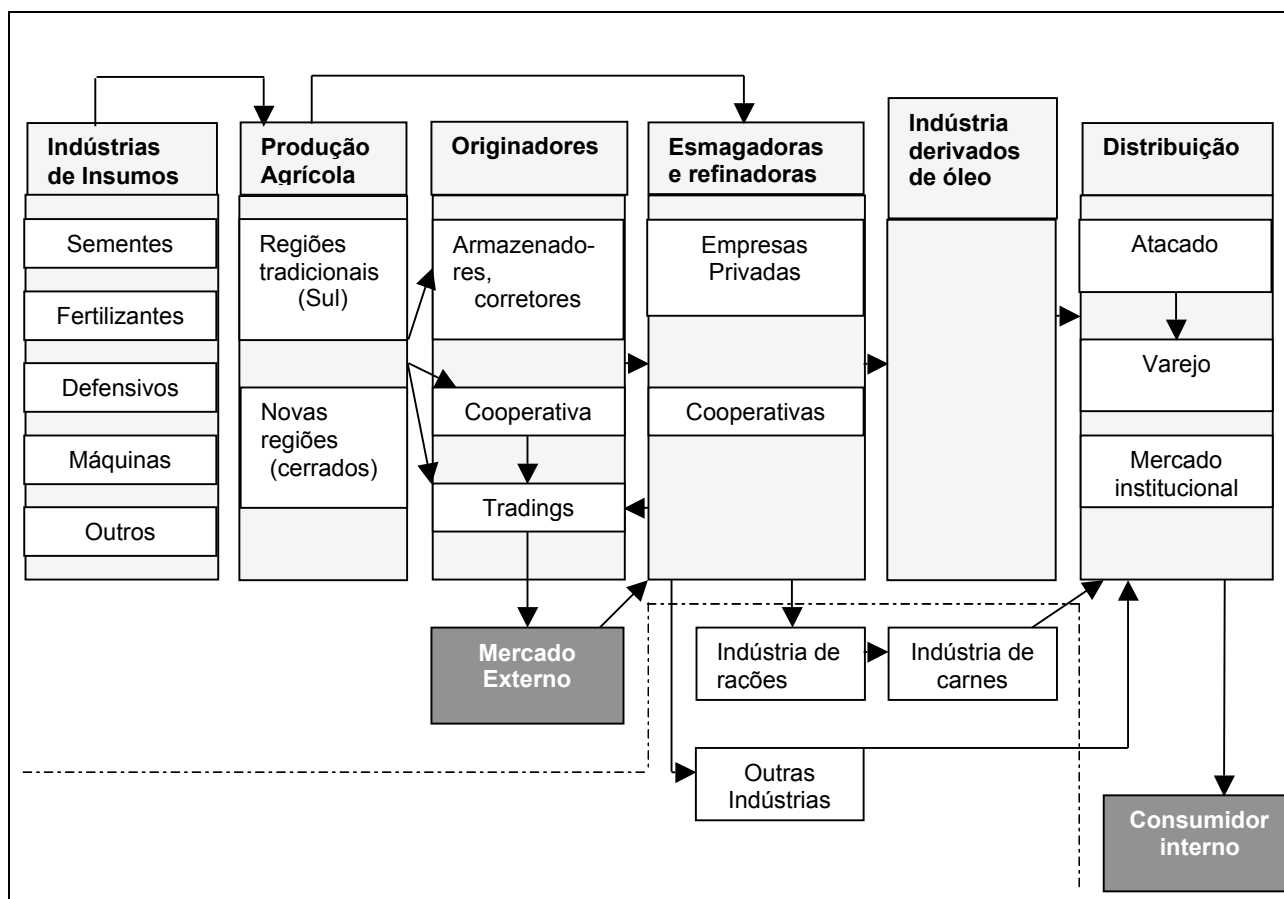 Indústrias
de Insumos
Sementes
Fertilizantes
Defensivos
Máquinas
Outros
Produção
Agrícola
Regiões
tradicionais
(Sul)
Novas
regiões
(cerrados)
Originadores
Armazenado-
res,
corretores
Cooperativa
Tradings
Mercado
Externo
Esmagadoras
e refinadoras
Empresas
Privadas
Cooperativas
Indústria
derivados
de óleo
Distribuição
Atacado
Varejo
Mercado
institucional
Indústria de
racões
Indústria de
carnes
Outras
Indústrias
Consumidor
interno